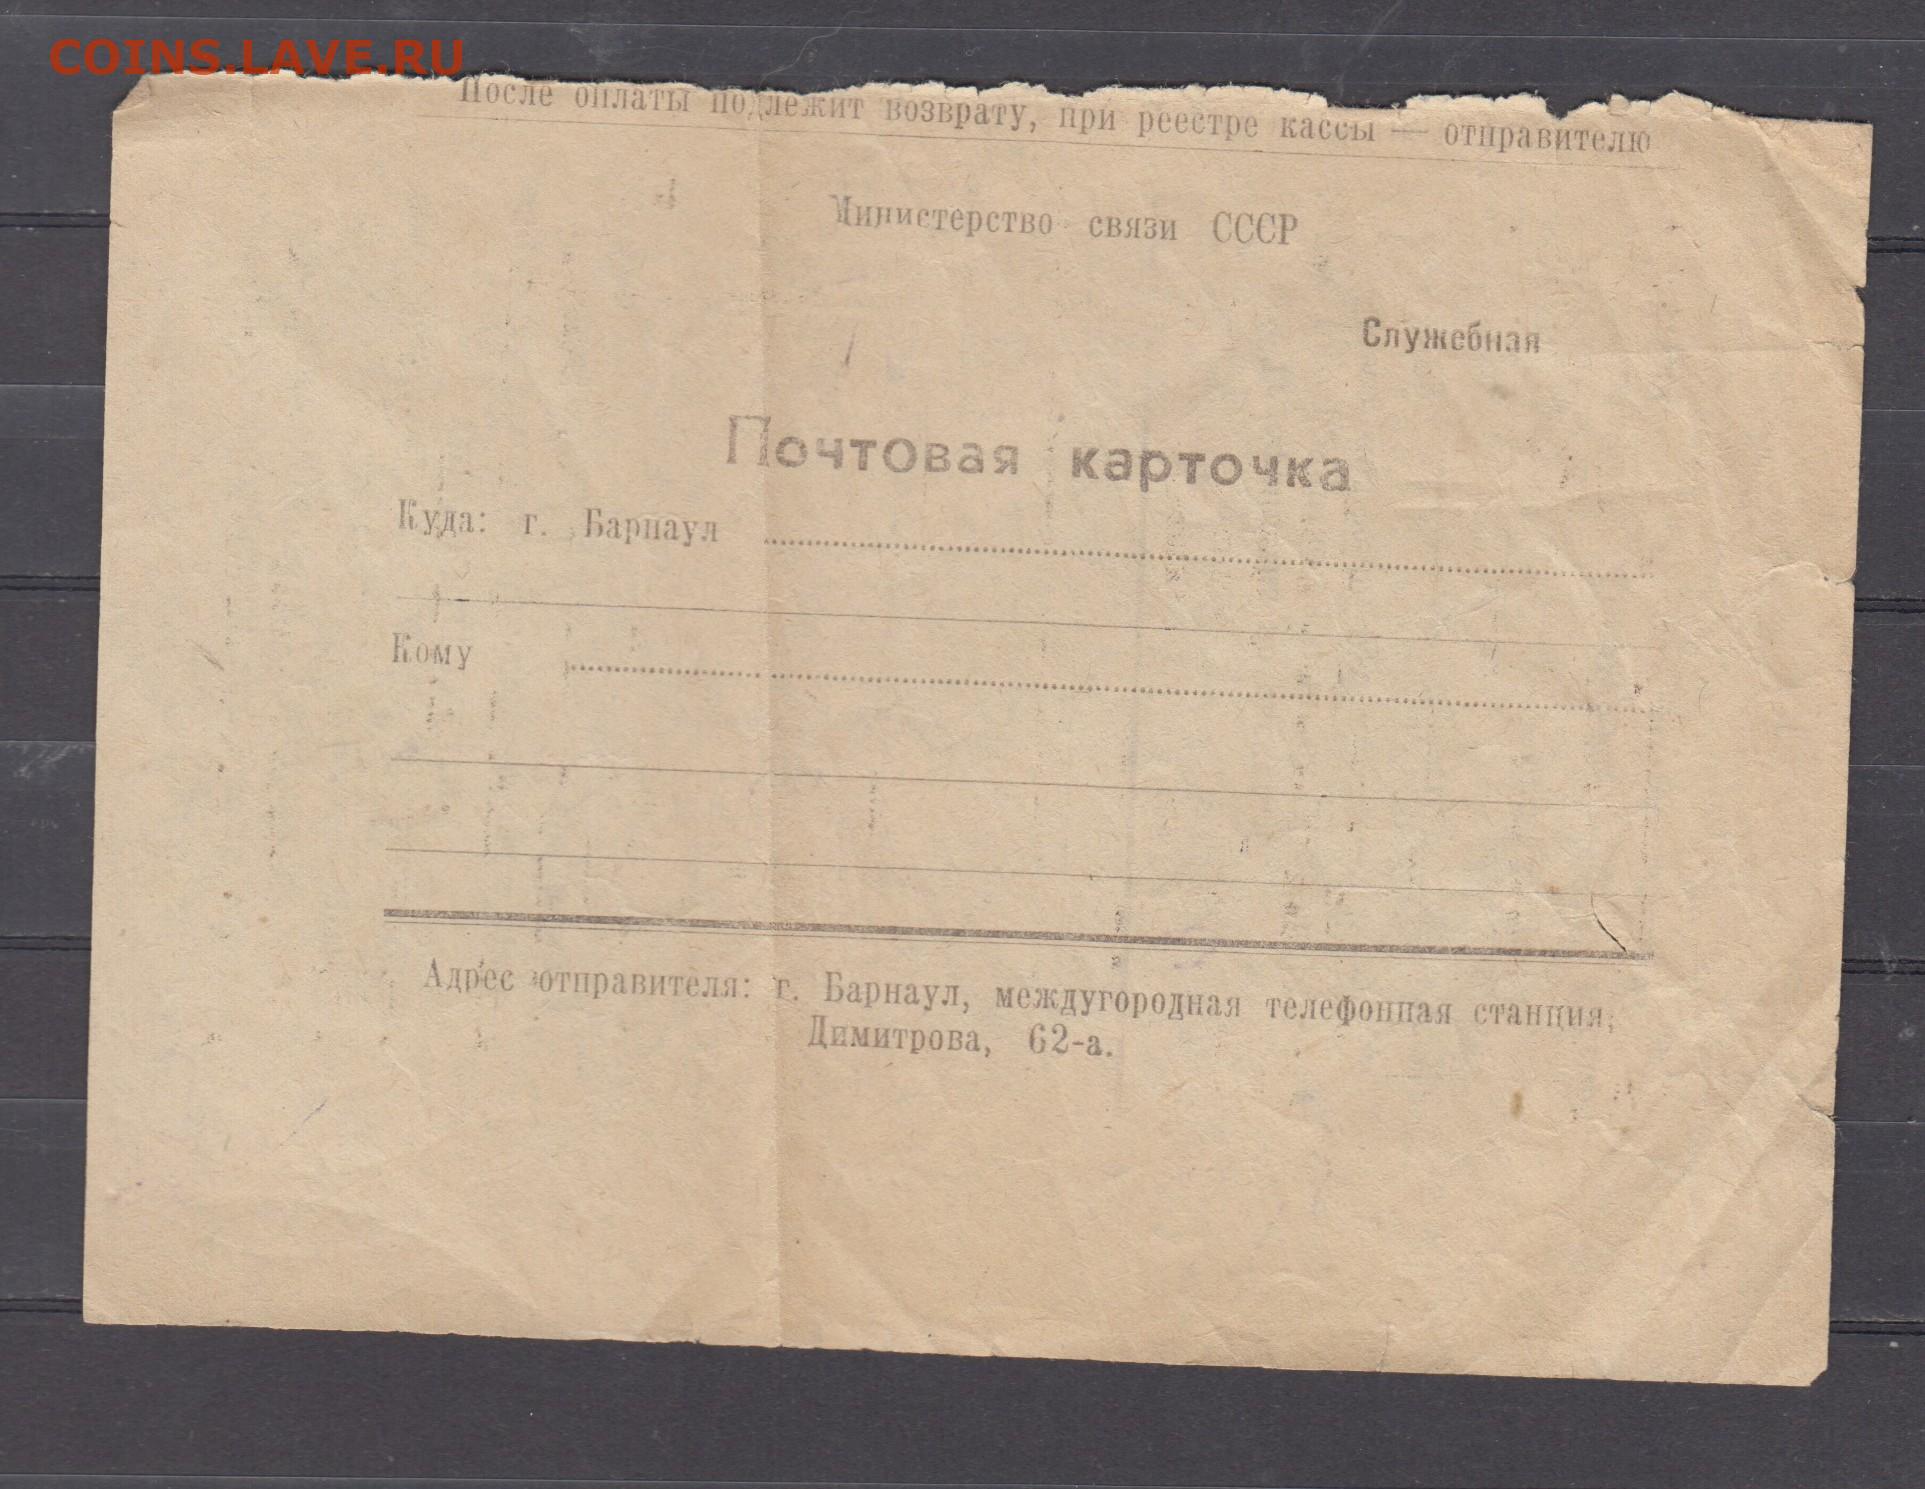 COINS.LAVE.RU
После оплаты подлежит возврату, при реестре кассы — отправителю
Министерство связи СССР
Служебная
Почтовая карточка
Куда: г. Барнаул
Кому
Адрес отправителя: г. Барнаул, междугородная телефонная станция,
Димитрова, 62-а.